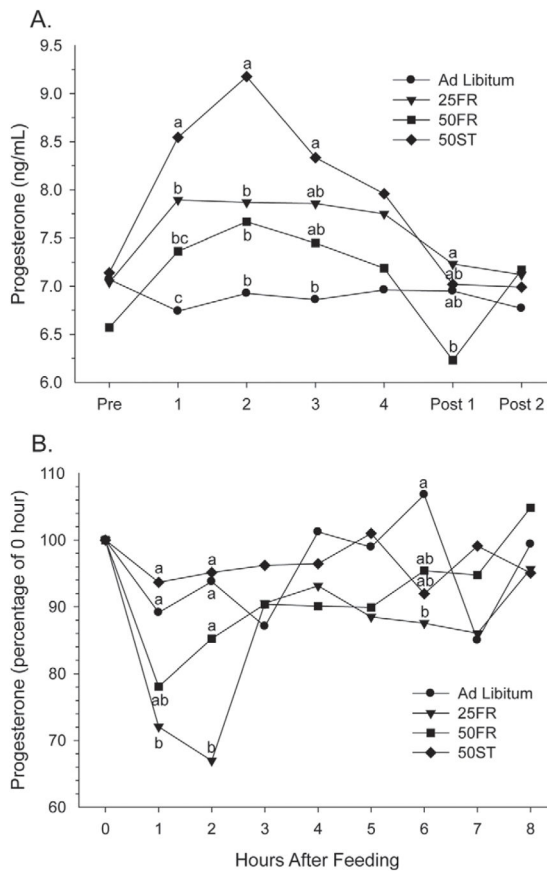 A.
Progesterone (ng/mL)
9.5
9.0
8.5
8.0
7.5
7.0
6.5
6.0
Ad Libitum
25FR
50FR
50ST
a
a
a
b
b
ab
bc
b
ab
c
b
b
a
ab
ab
b
Pre 1 2 3 4 Post 1 Post 2
B.
Progesterone (percentage of 0 hour)
110
100
90
80
70
60
a
a
a
a
a
ab
b
b
a
ab
ab
b
Ad Libitum
25FR
50FR
50ST
0 1 2 3 4 5 6 7 8
Hours After Feeding